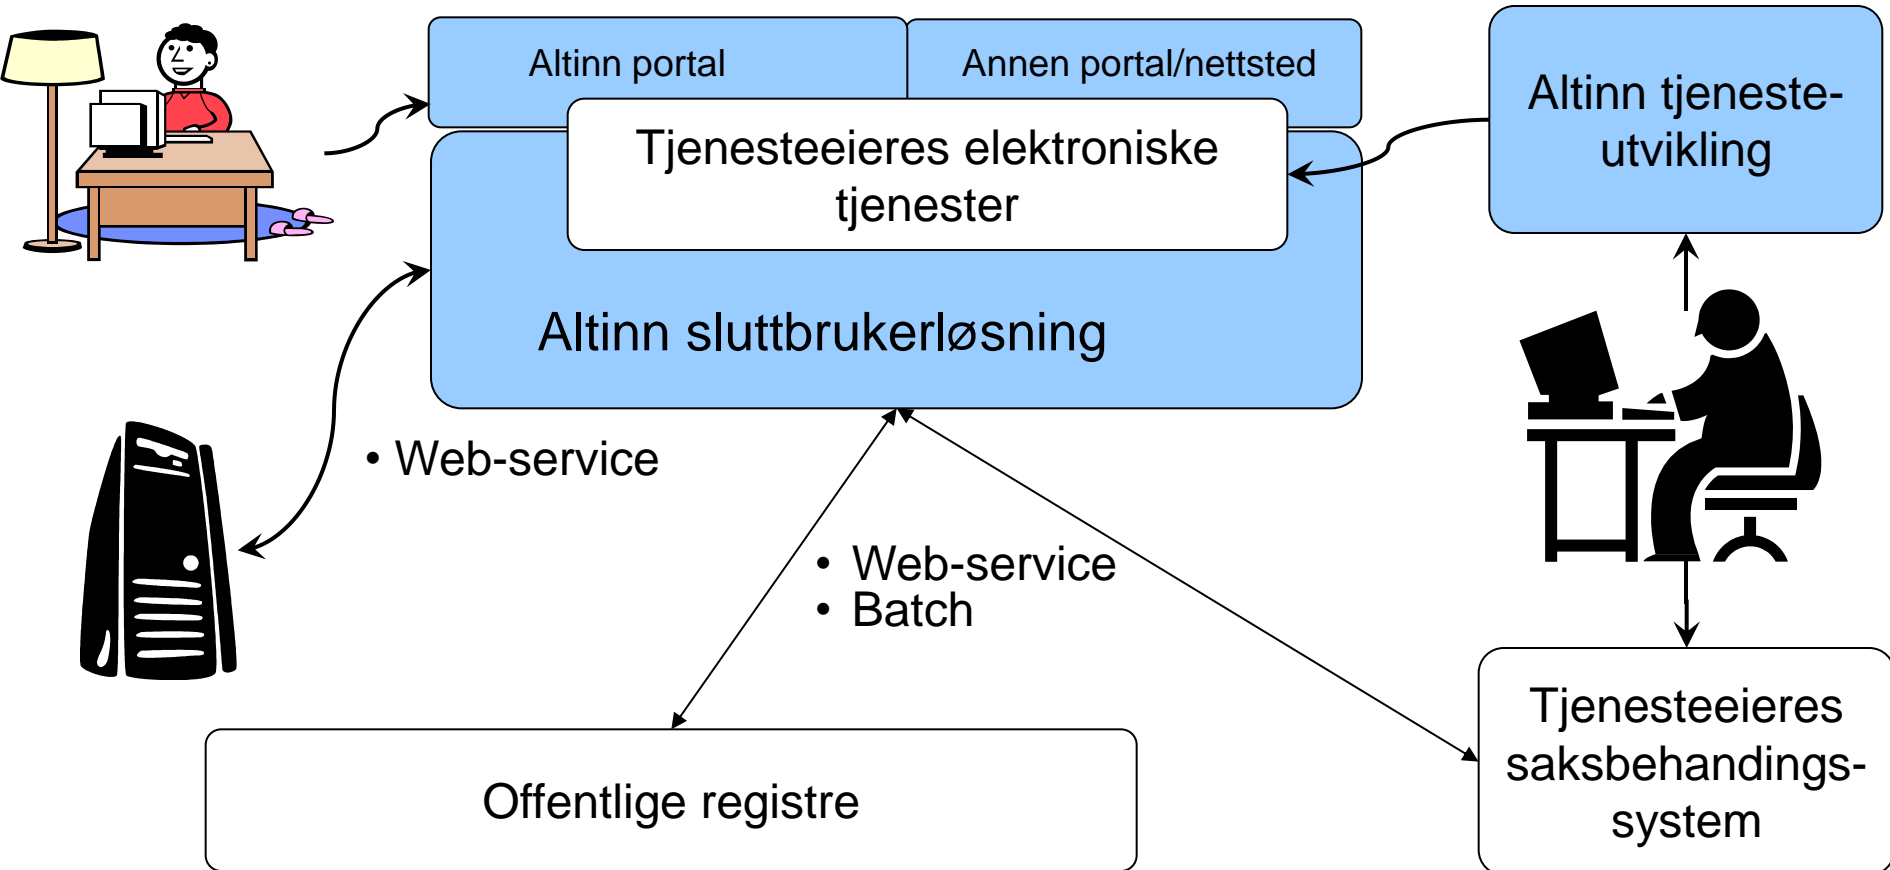 Altinn portal
Annen portal/nettsted
Altinn tjeneste-
utvikling
Tjenesteeieres elektroniske
tjenester
Altinn sluttbrukerløsning
• Web-service
• Web-service
• Batch
Tjenesteeieres
saksbehandings-
system
Offentlige registre